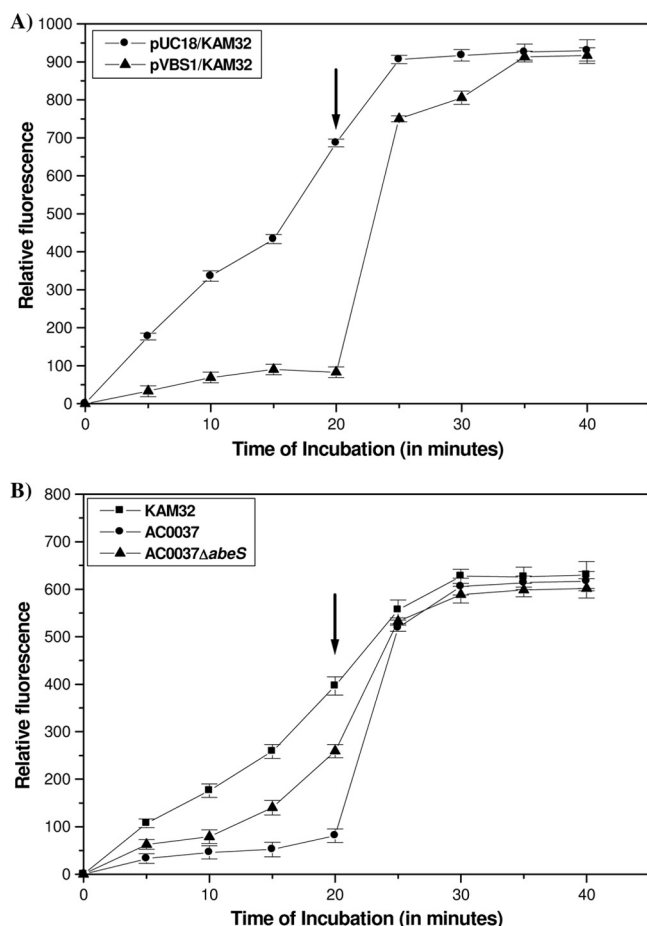 A)
pUC18/KAM32
pVBS1/KAM32
Relative fluorescence
1000
900
800
700
600
500
400
300
200
100
0
0 10 20 30 40
Time of Incubation (in minutes)
B)
KAM32
AC0037
AC0037ΔabeS
Relative fluorescence
800
700
600
500
400
300
200
100
0
0 10 20 30 40
Time of Incubation (in minutes)